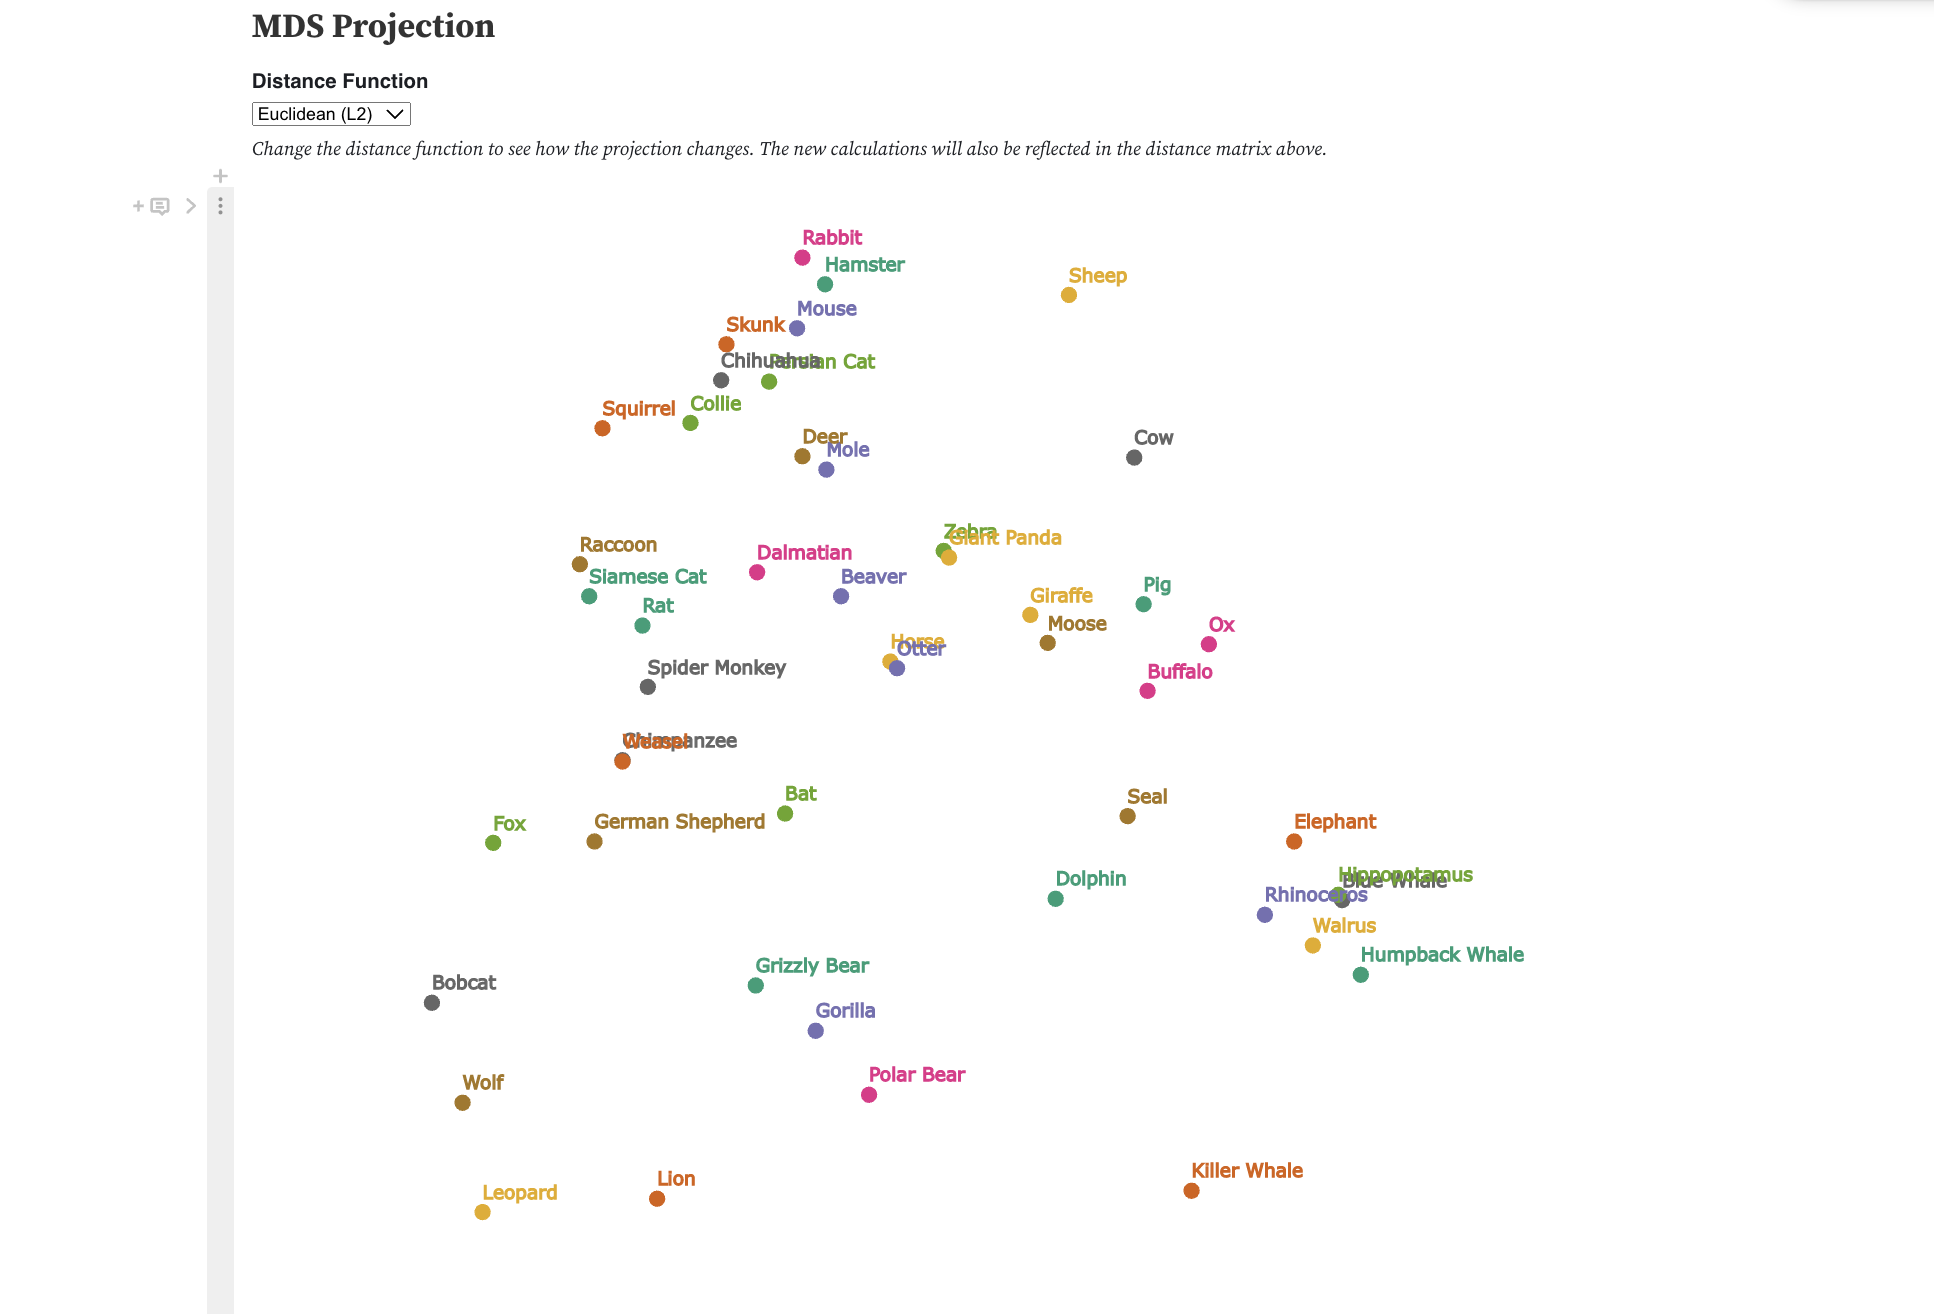 MDS Projection
Distance Function
Euclidean (L2)
Change the distance function to see how the projection changes. The new calculations will also be reflected in the distance matrix above.
Rabbit
Hamster
Sheep
Mouse
Skunk
Chihuahua
Persian Cat
Collie
Squirrel
Deer
Mole
Cow
Zebra
Giant Panda
Raccoon
Dalmatian
Siamese Cat
Beaver
Pig
Giraffe
Rat
Moose
Ox
Horse
Otter
Spider Monkey
Buffalo
Chimpanzee
Weasel
Bat
Seal
Fox
German Shepherd
Elephant
Dolphin
Hippopotamus
Blue Whale
Rhinoceros
Walrus
Humpback Whale
Grizzly Bear
Bobcat
Gorilla
Polar Bear
Wolf
Killer Whale
Lion
Leopard